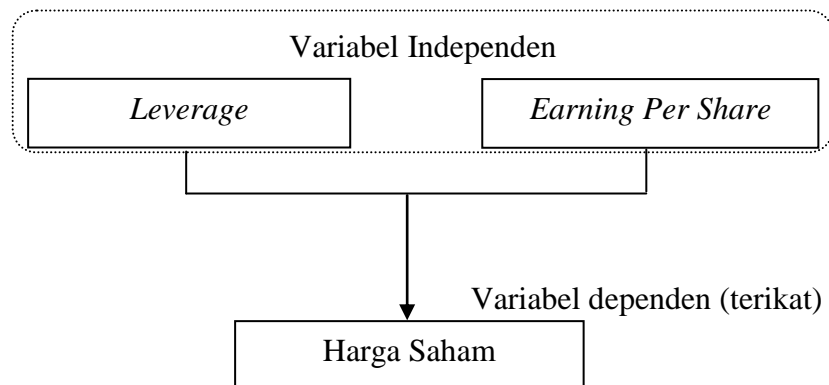 Variabel Independen
Leverage
Earning Per Share
Variabel dependen (terikat)
Harga Saham